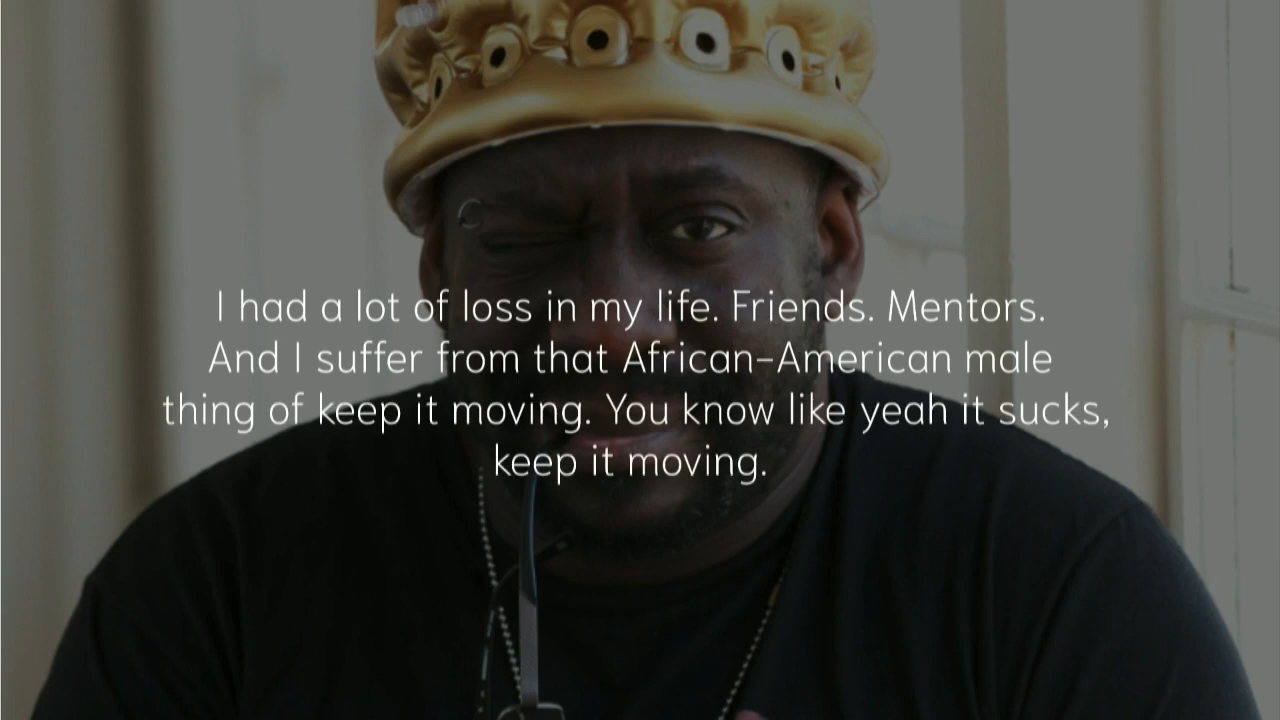 I had a lot of loss in my life. Friends. Mentors.
And I suffer from that African-American male
thing of keep it moving. You know like yeah it sucks,
keep it moving.